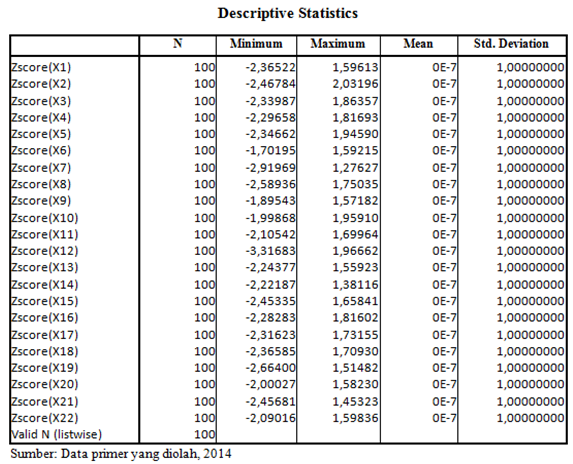 Descriptive Statistics
N Minimum Maximum Mean Std. Deviation
Zscore(X1) 100 -2,36522 1,59613 0E-7 1,00000000
Zscore(X2) 100 -2,46784 2,03196 0E-7 1,00000000
Zscore(X3) 100 -2,33987 1,86357 0E-7 1,00000000
Zscore(X4) 100 -2,29658 1,81693 0E-7 1,00000000
Zscore(X5) 100 -2,34662 1,94590 0E-7 1,00000000
Zscore(X6) 100 -1,70195 1,59215 0E-7 1,00000000
Zscore(X7) 100 -2,91969 1,27627 0E-7 1,00000000
Zscore(X8) 100 -2,58936 1,75035 0E-7 1,00000000
Zscore(X9) 100 -1,89543 1,57182 0E-7 1,00000000
Zscore(X10) 100 -1,99868 1,95910 0E-7 1,00000000
Zscore(X11) 100 -2,10542 1,69964 0E-7 1,00000000
Zscore(X12) 100 -3,31683 1,96662 0E-7 1,00000000
Zscore(X13) 100 -2,24377 1,55923 0E-7 1,00000000
Zscore(X14) 100 -2,22187 1,38116 0E-7 1,00000000
Zscore(X15) 100 -2,45335 1,65841 0E-7 1,00000000
Zscore(X16) 100 -2,28283 1,81602 0E-7 1,00000000
Zscore(X17) 100 -2,31623 1,73155 0E-7 1,00000000
Zscore(X18) 100 -2,36585 1,70930 0E-7 1,00000000
Zscore(X19) 100 -2,66400 1,51482 0E-7 1,00000000
Zscore(X20) 100 -2,00027 1,58230 0E-7 1,00000000
Zscore(X21) 100 -2,45681 1,45323 0E-7 1,00000000
Zscore(X22) 100 -2,09016 1,59836 0E-7 1,00000000
Valid N (listwise) 100
Sumber: Data primer yang diolah, 2014